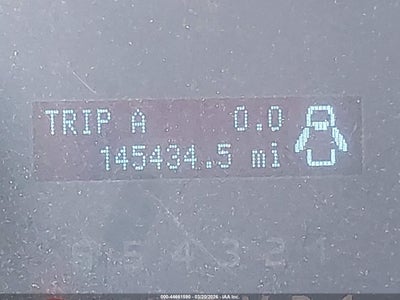 TRIP A 0.0
145434.5 mi
5 4 3 2 1
000-44661590 - 03/20/2026 - IAA Inc.